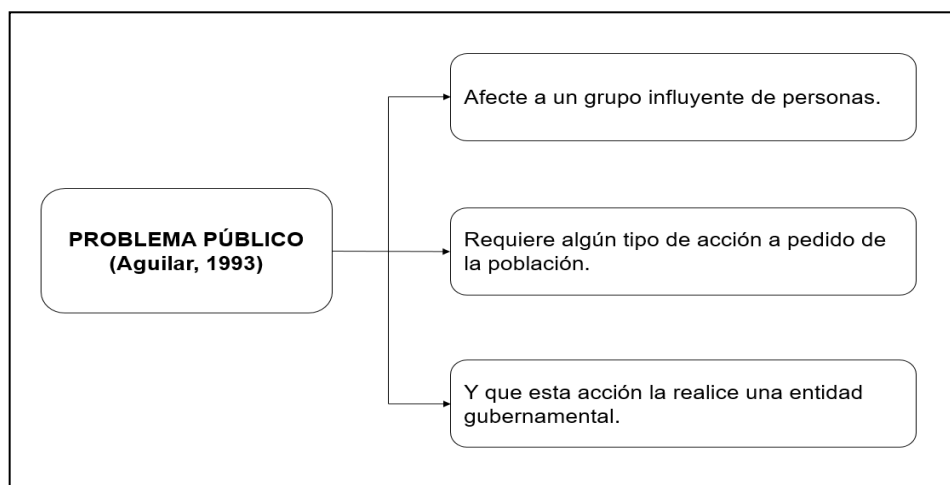 Afecte a un grupo influyente de personas.
PROBLEMA PÚBLICO
(Aguilar, 1993)
Requiere algún tipo de acción a pedido de
la población.
Y que esta acción la realice una entidad
gubernamental.